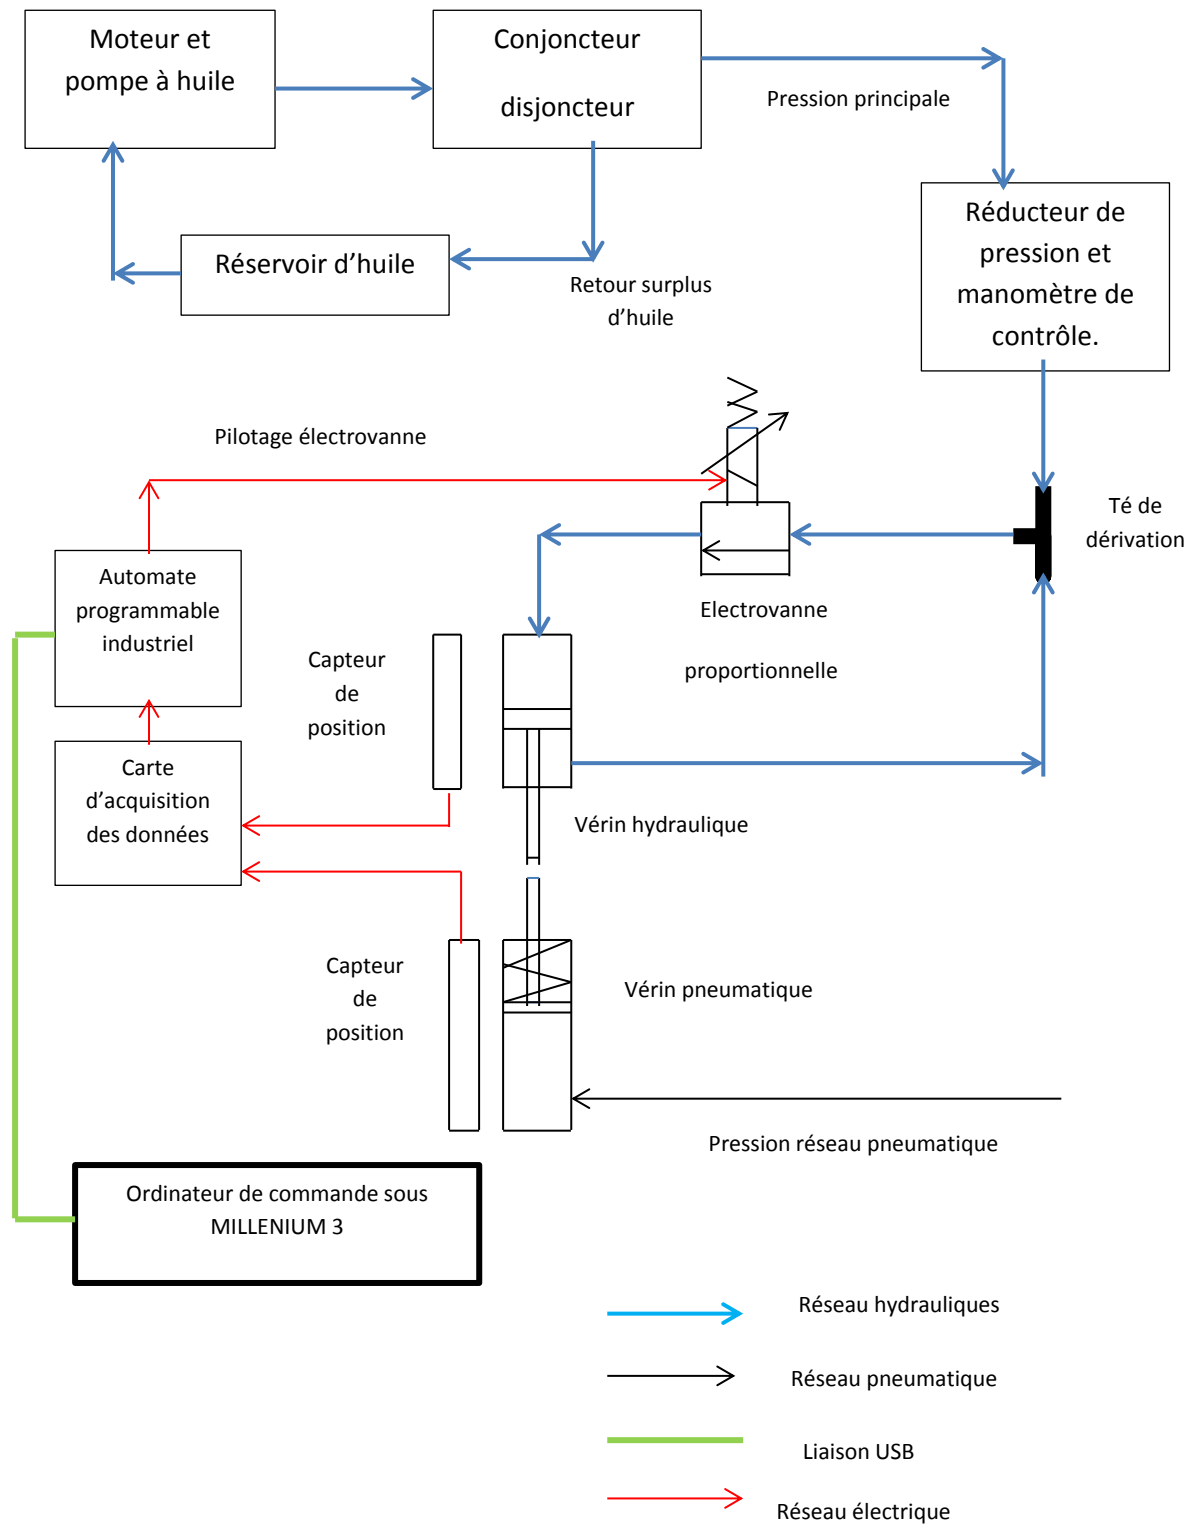 Moteur et
pompe à huile
Conjoncteur
disjoncteur
Pression principale
Réducteur de
pression et
manomètre de
contrôle.
Réservoir d’huile
Retour surplus
d’huile
Pilotage électrovanne
Té de
dérivation
Automate
programmable
industriel
Electrovanne
proportionnelle
Capteur
de
position
Carte
d’acquisition
des données
Vérin hydraulique
Capteur
de
position
Vérin pneumatique
Pression réseau pneumatique
Ordinateur de commande sous
MILLENIUM 3
Réseau hydrauliques
Réseau pneumatique
Liaison USB
Réseau électrique